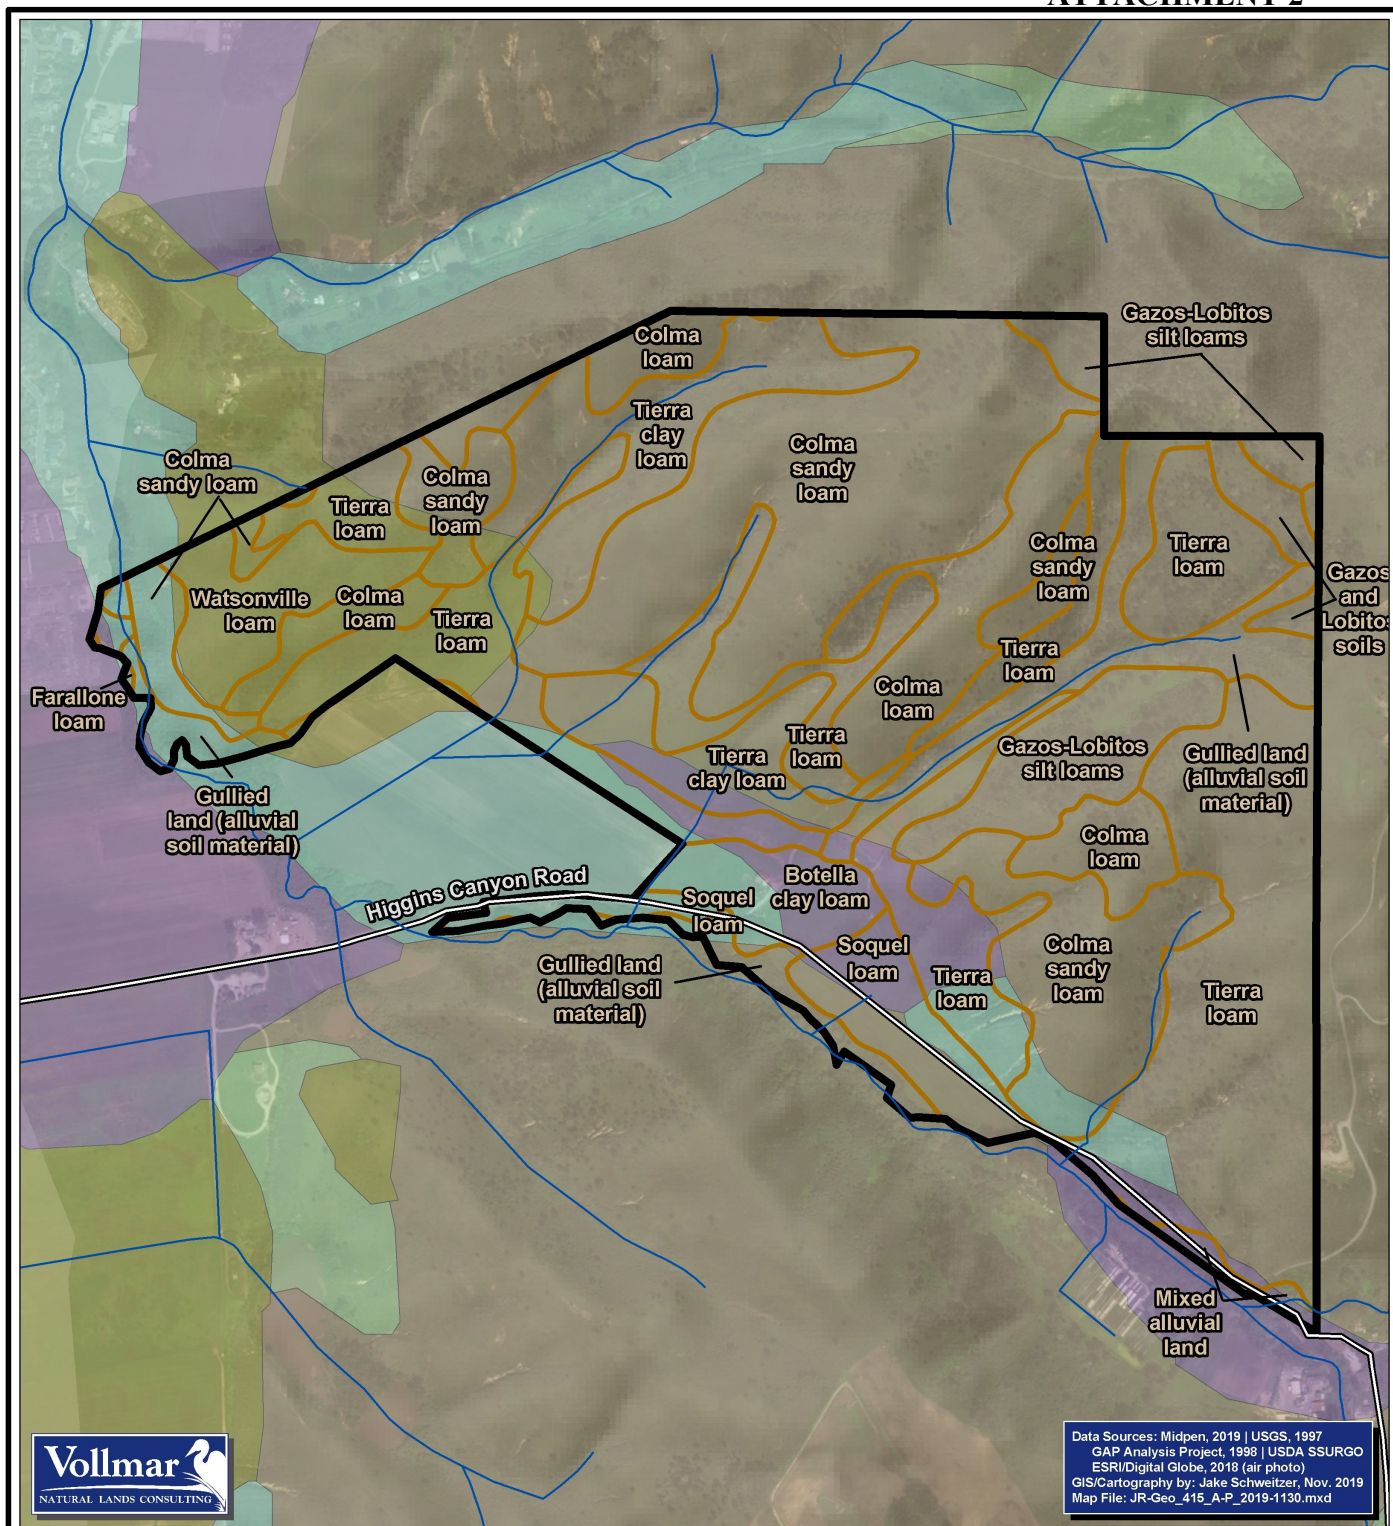 ATTACHMENT 2
Gazos-Lobitos
silt loams
Colma
loam
Tierra
clay
loam
Colma
sandy
loam
Colma
sandy loam
Colma
sandy
loam
Tierra
loam
Colma
sandy
loam
Tierra
loam
Gazos
and
Lobitos
soils
Watsonville
loam
Colma
loam
Tierra
loam
Tierra
loam
Farallone
loam
Colma
loam
Tierra
loam
Tierra
clay loam
Gazos-Lobitos
silt loams
Gullied land
(alluvial soil
material)
Gullied
land (alluvial
soil material)
Colma
loam
Higgins Canyon Road
Soquel
loam
Botella
clay loam
Soquel
loam
Tierra
loam
Colma
sandy
loam
Tierra
loam
Gullied land
(alluvial soil
material)
Mixed
alluvial
land
Vollmar
NATURAL LANDS CONSULTING
Data Sources: Midpen, 2019 | USGS, 1997
GAP Analysis Project, 1998 | USDA SSURGO
ESRI/Digital Globe, 2018 (air photo)
GIS/Cartography by: Jake Schweitzer, Nov. 2019
Map File: JR-Geo_415_A-P_2019-1130.mxd